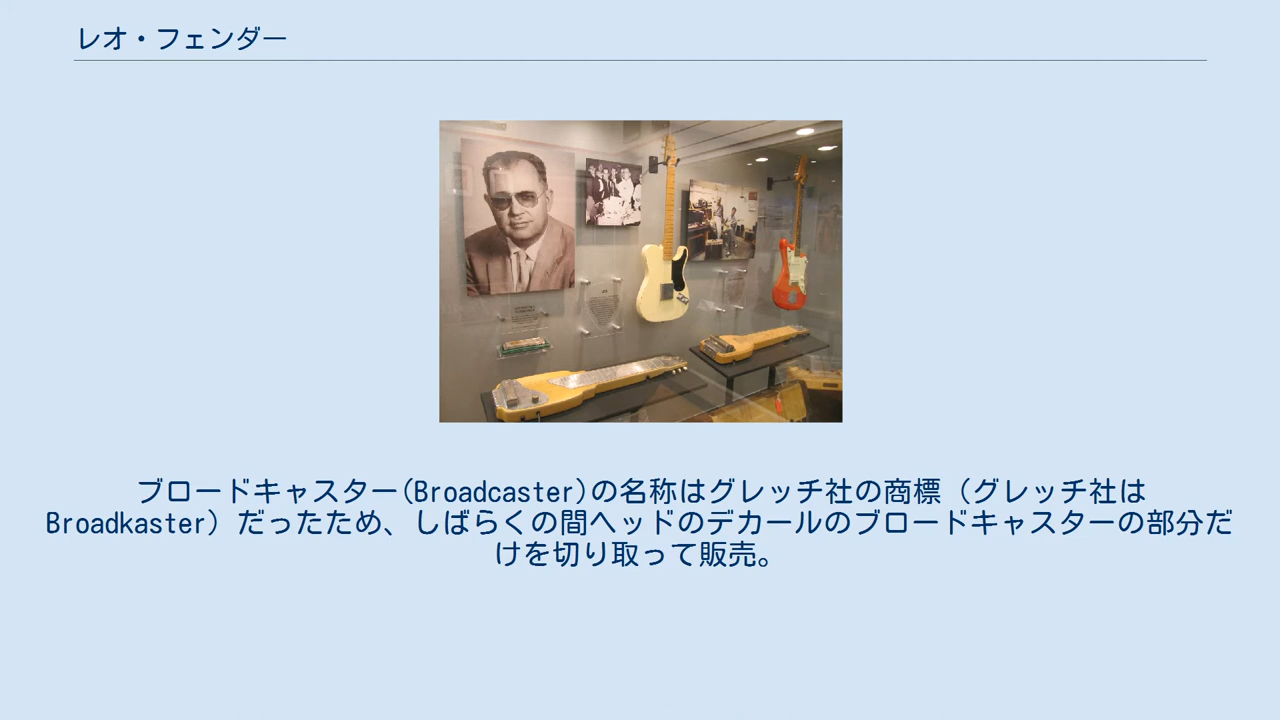 レオ・フェンダー
ブロードキャスター(Broadcaster)の名称はグレッチ社の商標（グレッチ社は
Broadkaster）だったため、しばらくの間ヘッドのデカールのブロードキャスターの部分だ
けを切り取って販売。